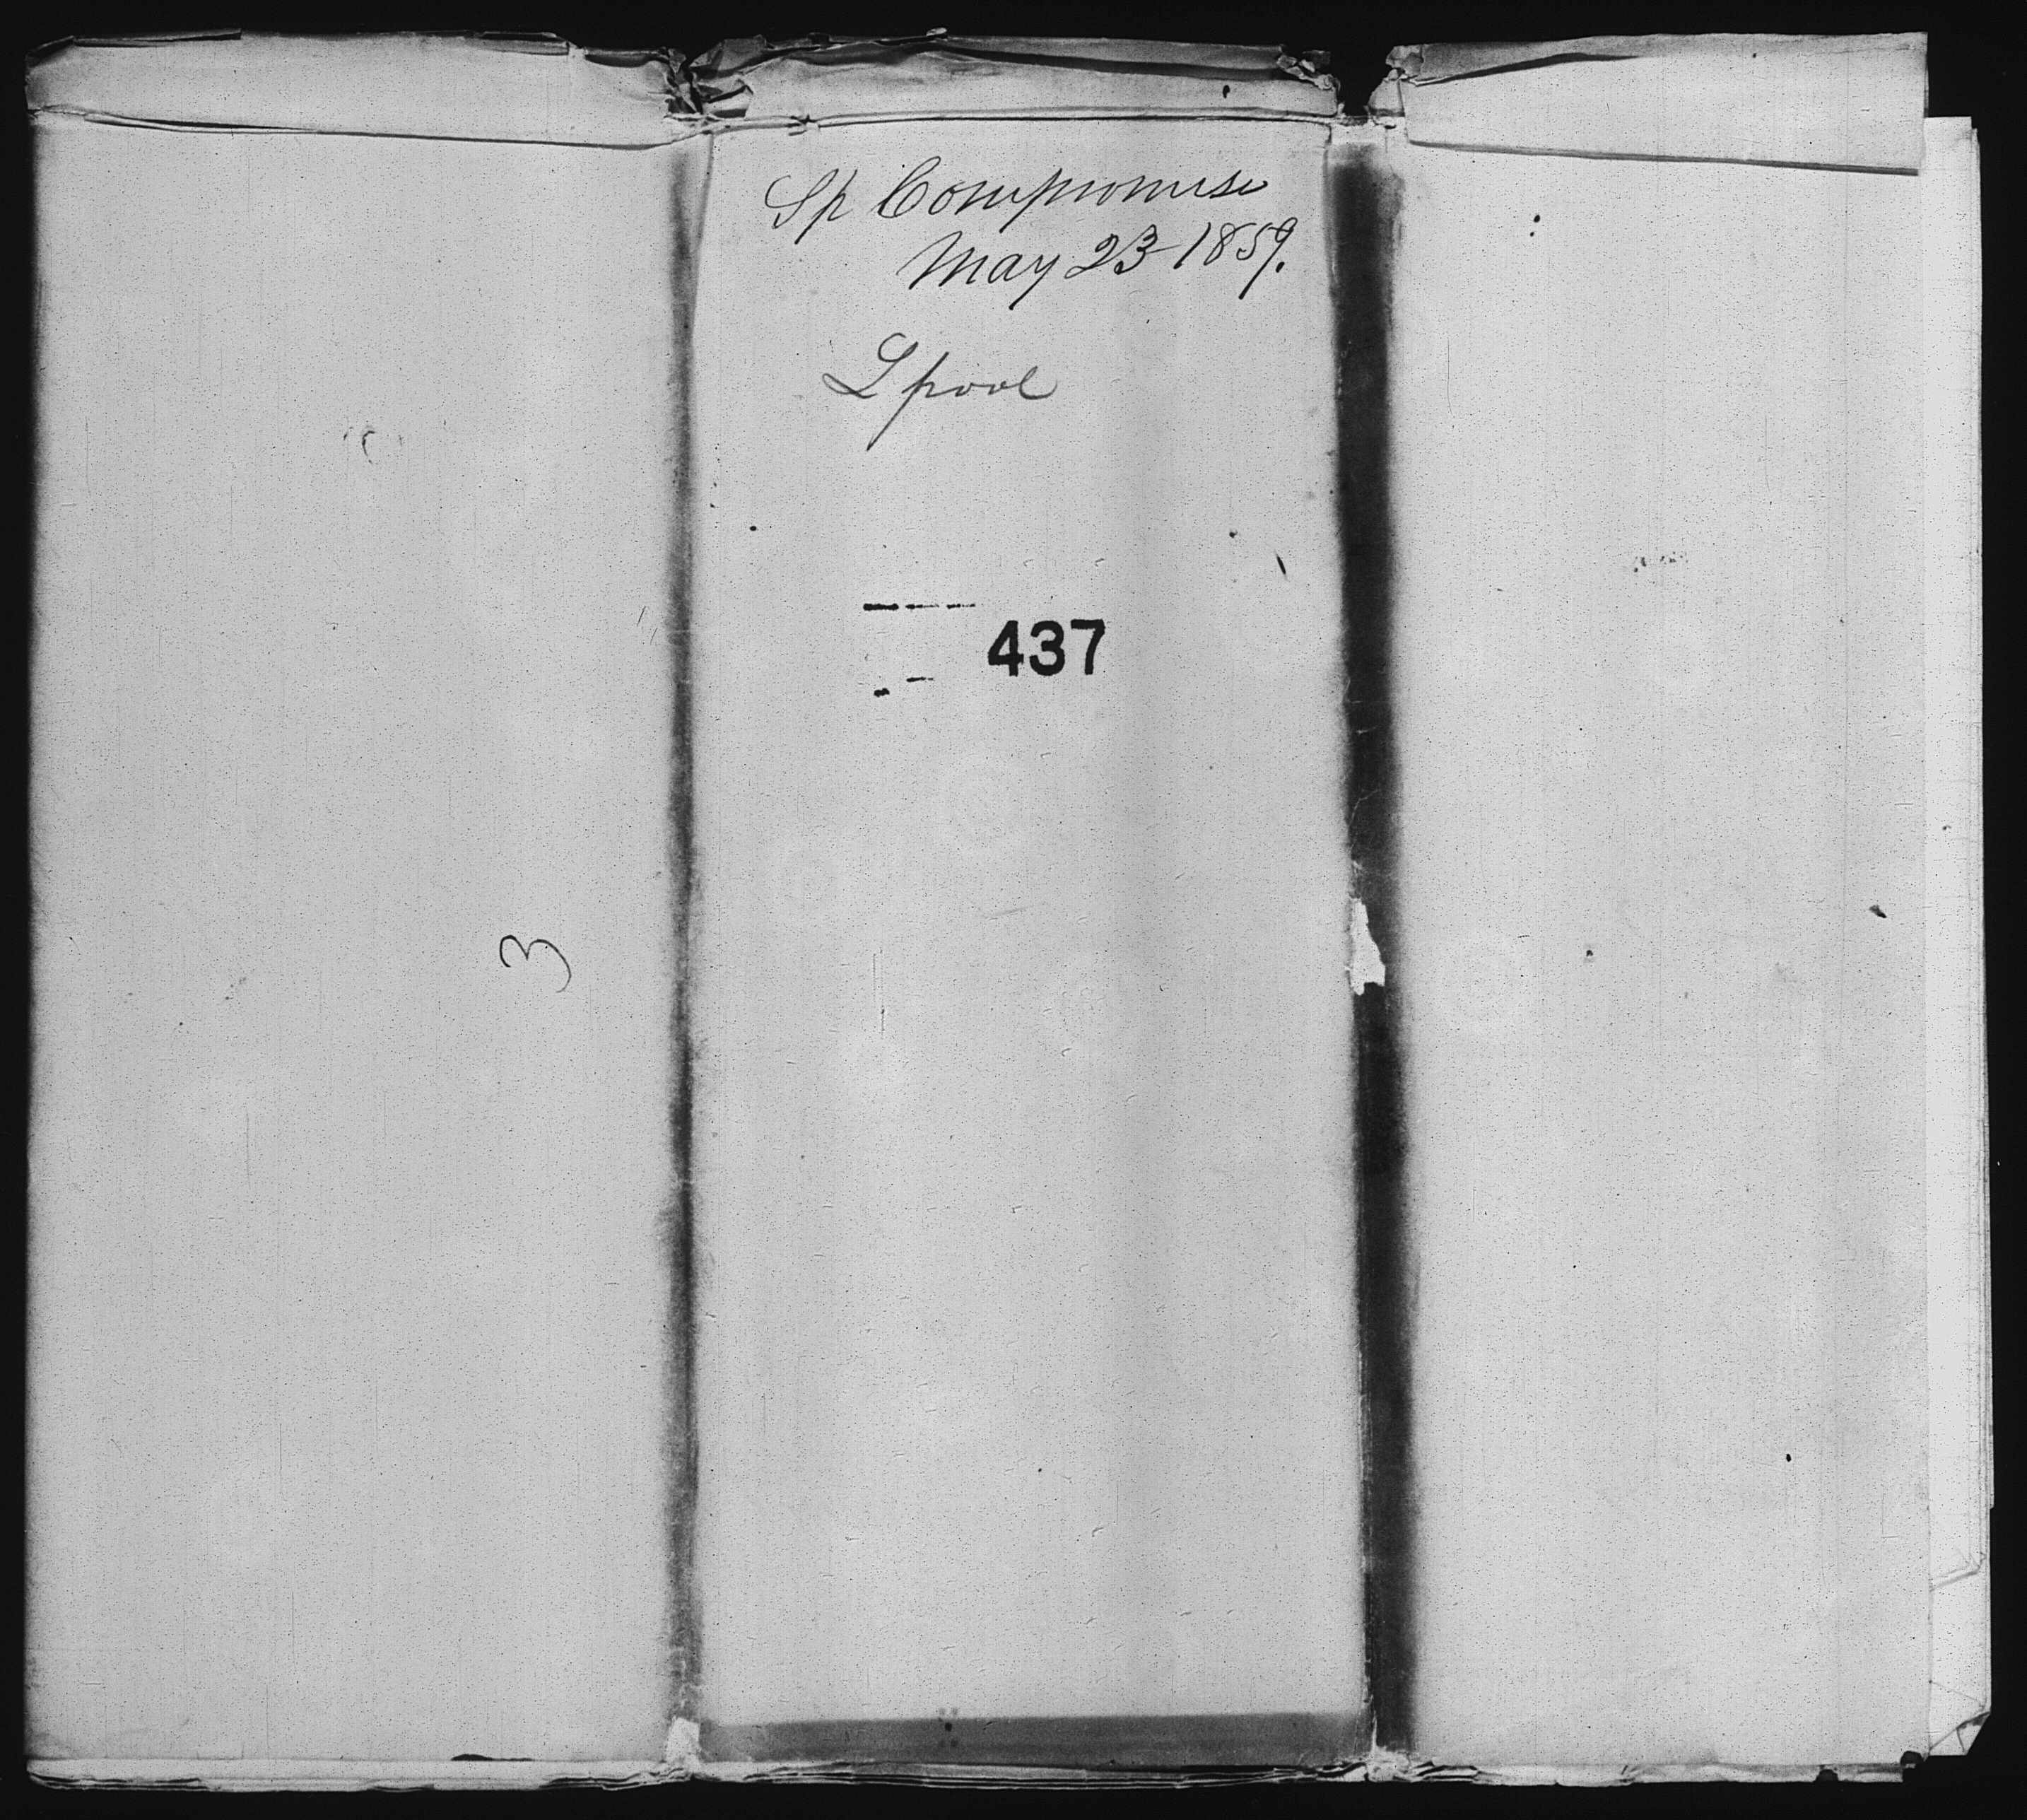 Sp Compromise
May 23 1859.
Lpool
437
3